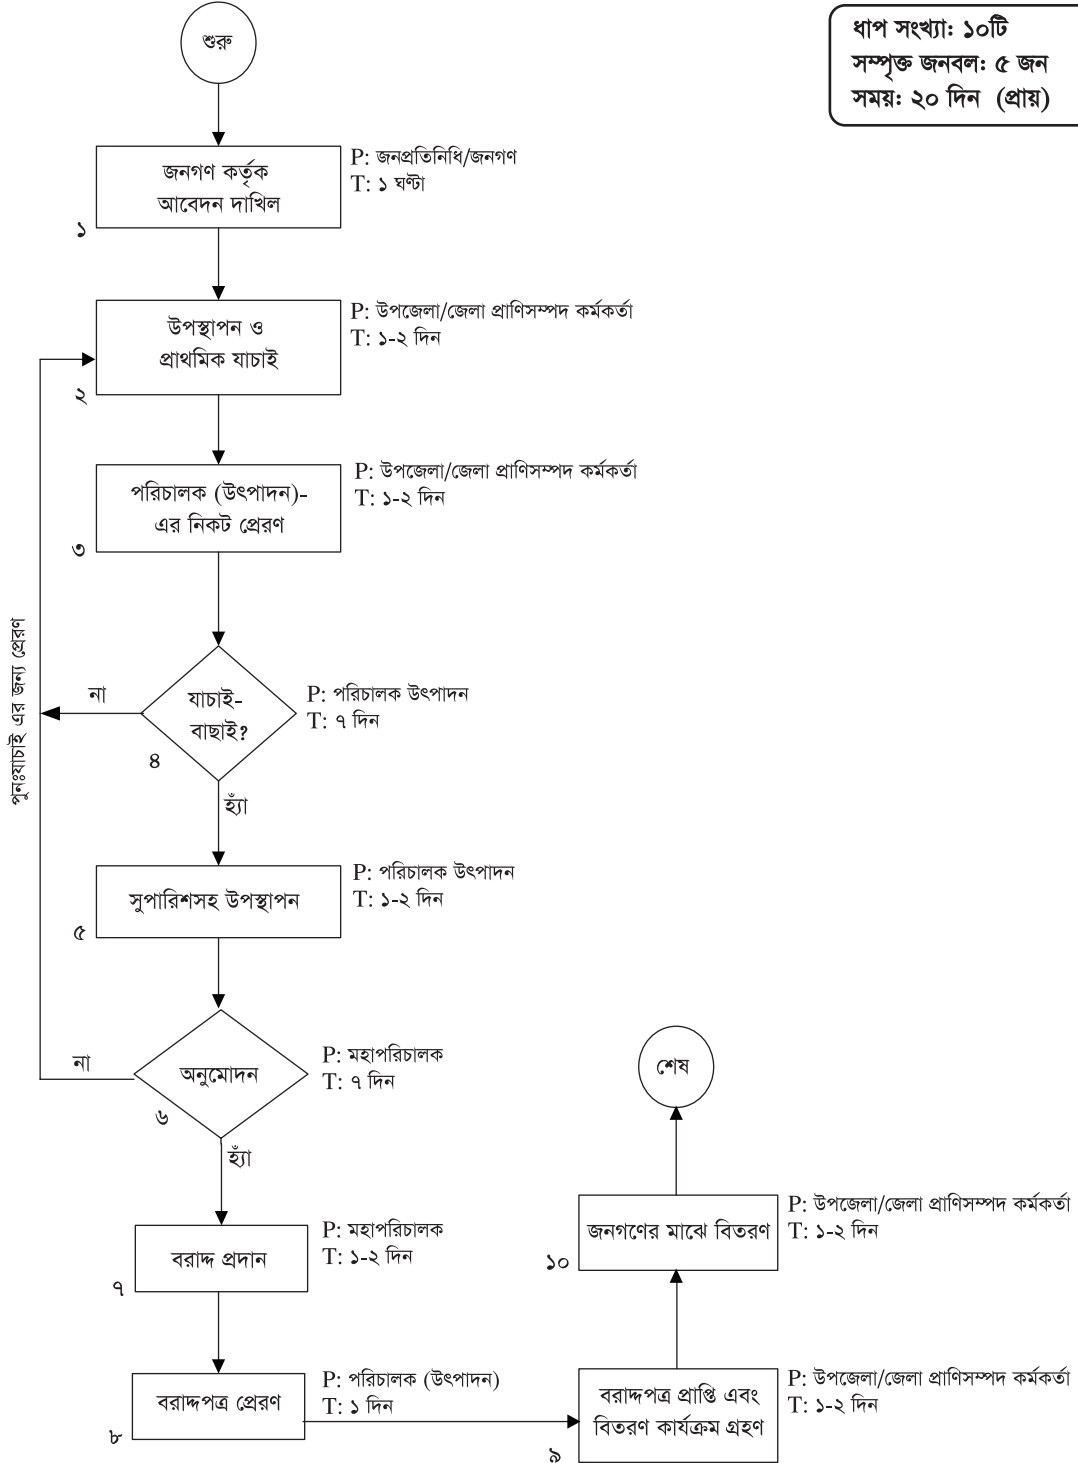 ধাপ সংখ্যা: ১০টি
সম্পৃক্ত জনবল: ৫ জন
সময়: ২০ দিন (প্রায়)
শুরু
জনগণ কর্তৃক
আবেদন দাখিল
১
P: জনপ্রতিনিধি/জনগণ
T: ১ ঘণ্টা
উপস্থাপন ও
প্রাথমিক যাচাই
২
P: উপজেলা/জেলা প্রাণিসম্পদ কর্মকর্তা
T: ১-২ দিন
পরিচালক (উৎপাদন)-
এর নিকট প্রেরণ
৩
P: উপজেলা/জেলা প্রাণিসম্পদ কর্মকর্তা
T: ১-২ দিন
পুনঃযাচাই এর জন্য প্রেরণ
না
যাচাই-
বাছাই?
৪
P: পরিচালক উৎপাদন
T: ৭ দিন
হ্যাঁ
সুপারিশসহ উপস্থাপন
৫
P: পরিচালক উৎপাদন
T: ১-২ দিন
না
অনুমোদন
৬
P: মহাপরিচালক
T: ৭ দিন
হ্যাঁ
বরাদ্দ প্রদান
৭
P: মহাপরিচালক
T: ১-২ দিন
বরাদ্দপত্র প্রেরণ
৮
P: পরিচালক (উৎপাদন)
T: ১ দিন
বরাদ্দপত্র প্রাপ্তি এবং
বিতরণ কার্যক্রম গ্রহণ
৯
P: উপজেলা/জেলা প্রাণিসম্পদ কর্মকর্তা
T: ১-২ দিন
জনগণের মাঝে বিতরণ
১০
P: উপজেলা/জেলা প্রাণিসম্পদ কর্মকর্তা
T: ১-২ দিন
শেষ